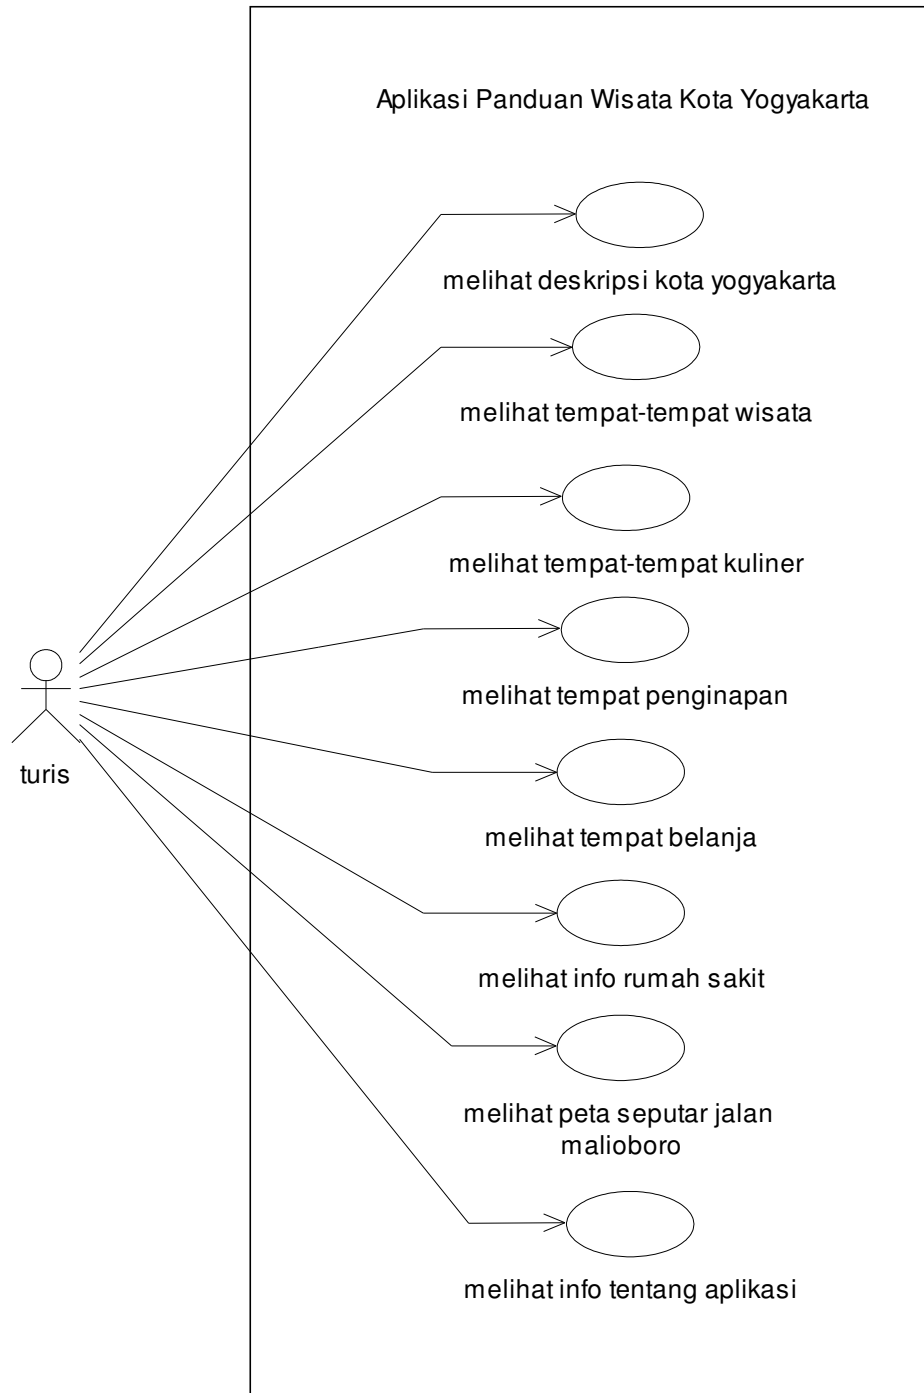 Aplikasi Panduan Wisata Kota Yogyakarta
melihat deskripsi kota yogyakarta
melihat tempat-tempat wisata
melihat tempat-tempat kuliner
melihat tempat penginapan
turis
melihat tempat belanja
melihat info rumah sakit
melihat peta seputar jalan
malioboro
melihat info tentang aplikasi